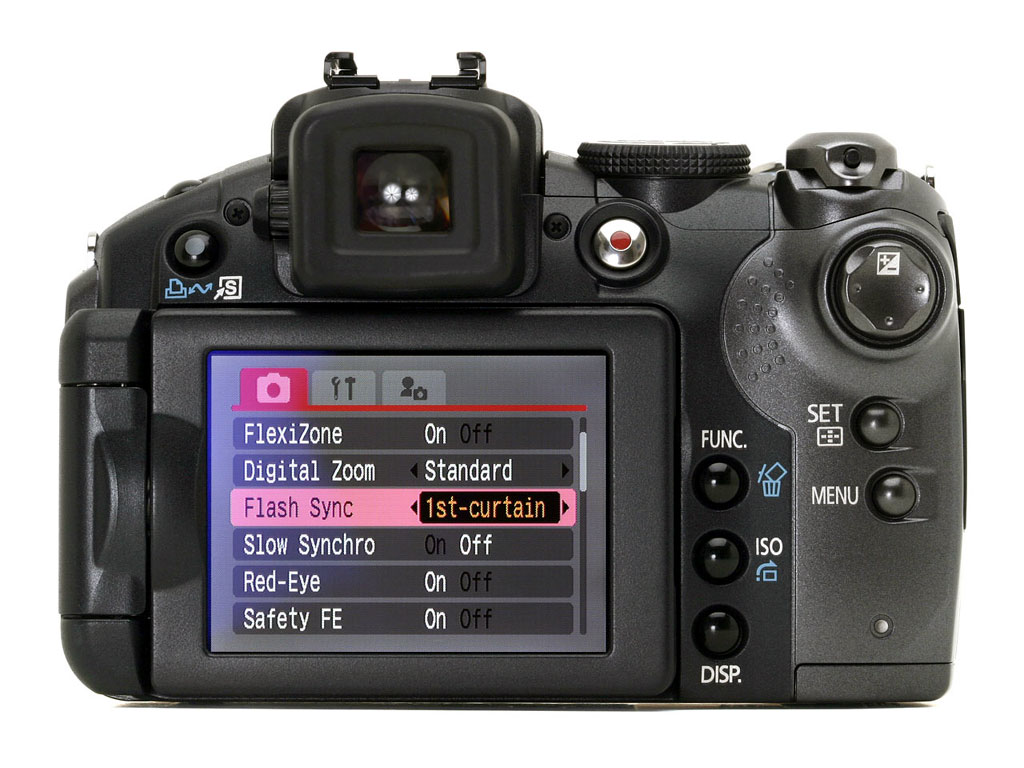 S
FlexiZone On Off
Digital Zoom Standard
Flash Sync 1st-curtain
Slow Synchro On Off
Red-Eye On Off
Safety FE On Off
SET
FUNC.
MENU
ISO
DISP.